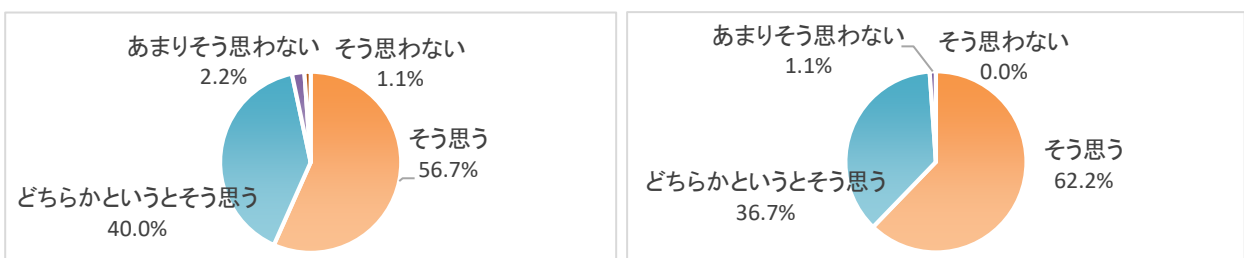 あまりそう思わない
2.2%
そう思わない
1.1%
そう思う
56.7%
どちらかというとそう思う
40.0%
あまりそう思わない
1.1%
そう思わない
0.0%
そう思う
62.2%
どちらかというとそう思う
36.7%